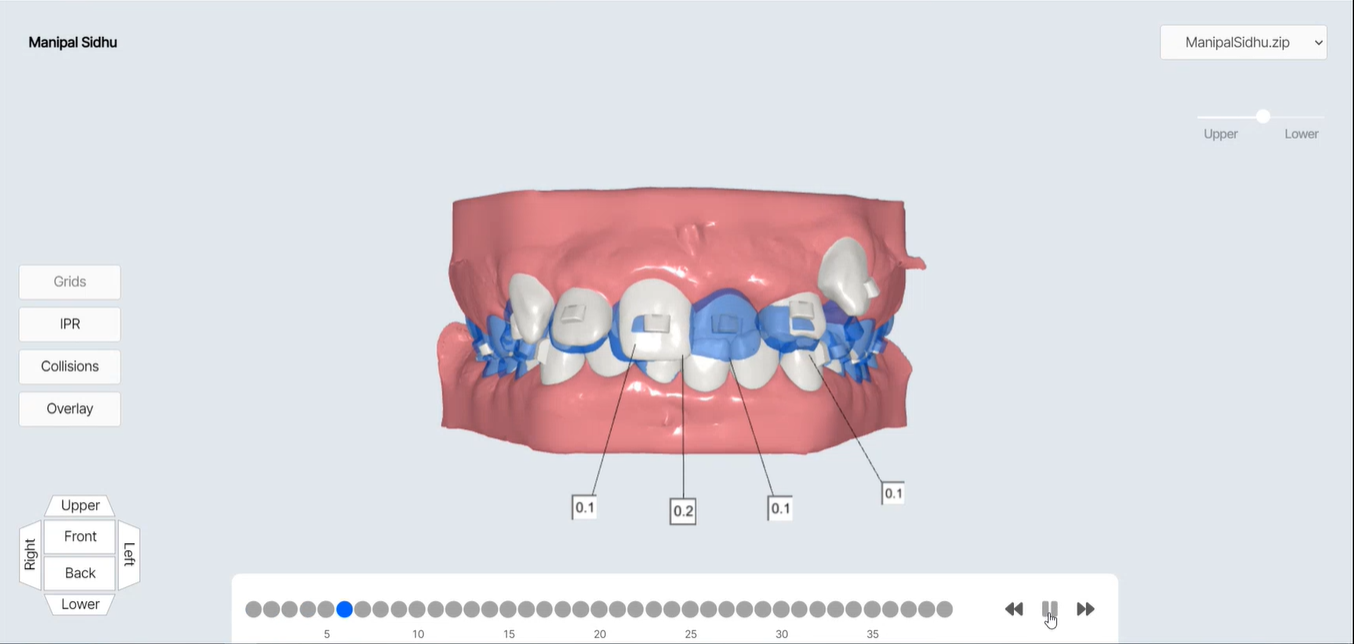 Manipal Sidhu
ManipalSidhu.zip
Upper Lower
Grids
IPR
Collisions
Overlay
0.1
0.2
0.1
0.1
Upper
Right
Front
Left
Back
Lower
5 10 15 20 25 30 35